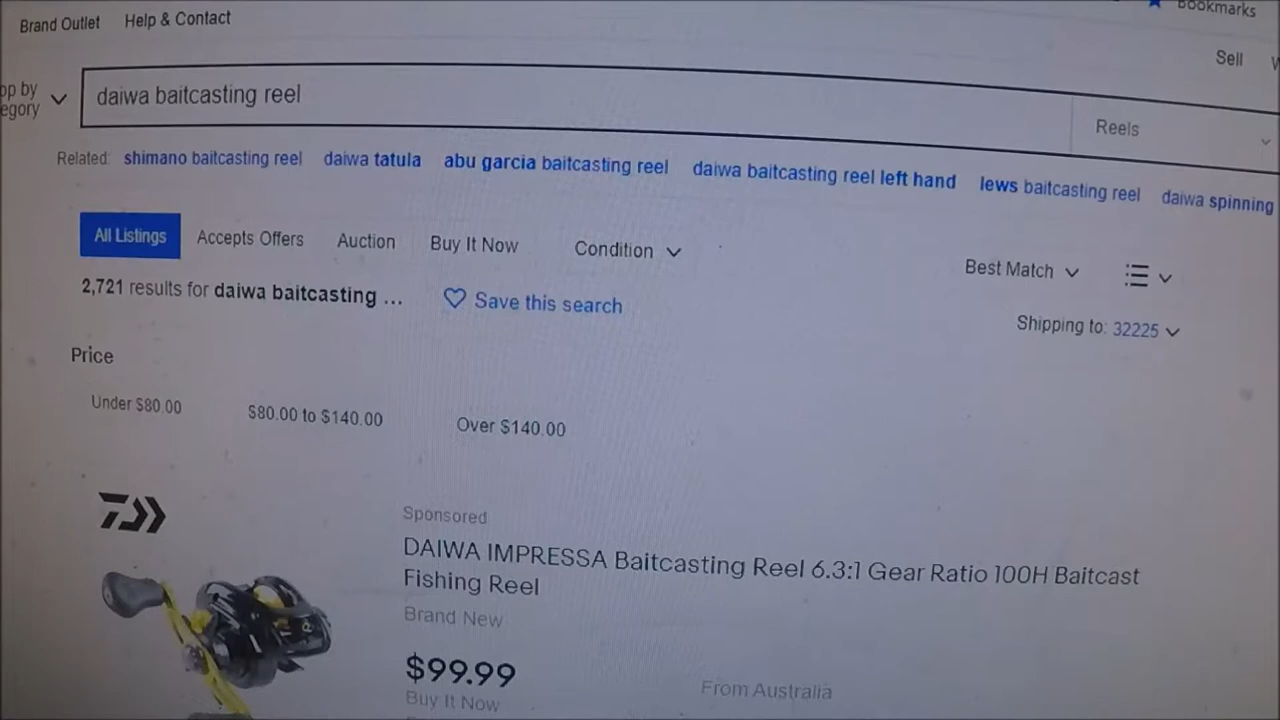 Brand Outlet Help & Contact
Bookmarks
Sell
op by
egory
daiwa baitcasting reel
Reels
Related: shimano baitcasting reel daiwa tatula abu garcia baitcasting reel daiwa baitcasting reel left hand lews baitcasting reel daiwa spinning
All Listings Accepts Offers Auction Buy It Now Condition
Best Match
2,721 results for daiwa baitcasting ... Save this search
Shipping to: 32225
Price
Under $80.00 $80.00 to $140.00 Over $140.00
Sponsored
DAIWA IMPRESSA Baitcasting Reel 6.3:1 Gear Ratio 100H Baitcast
Fishing Reel
Brand New
$99.99
Buy It Now
From Australia